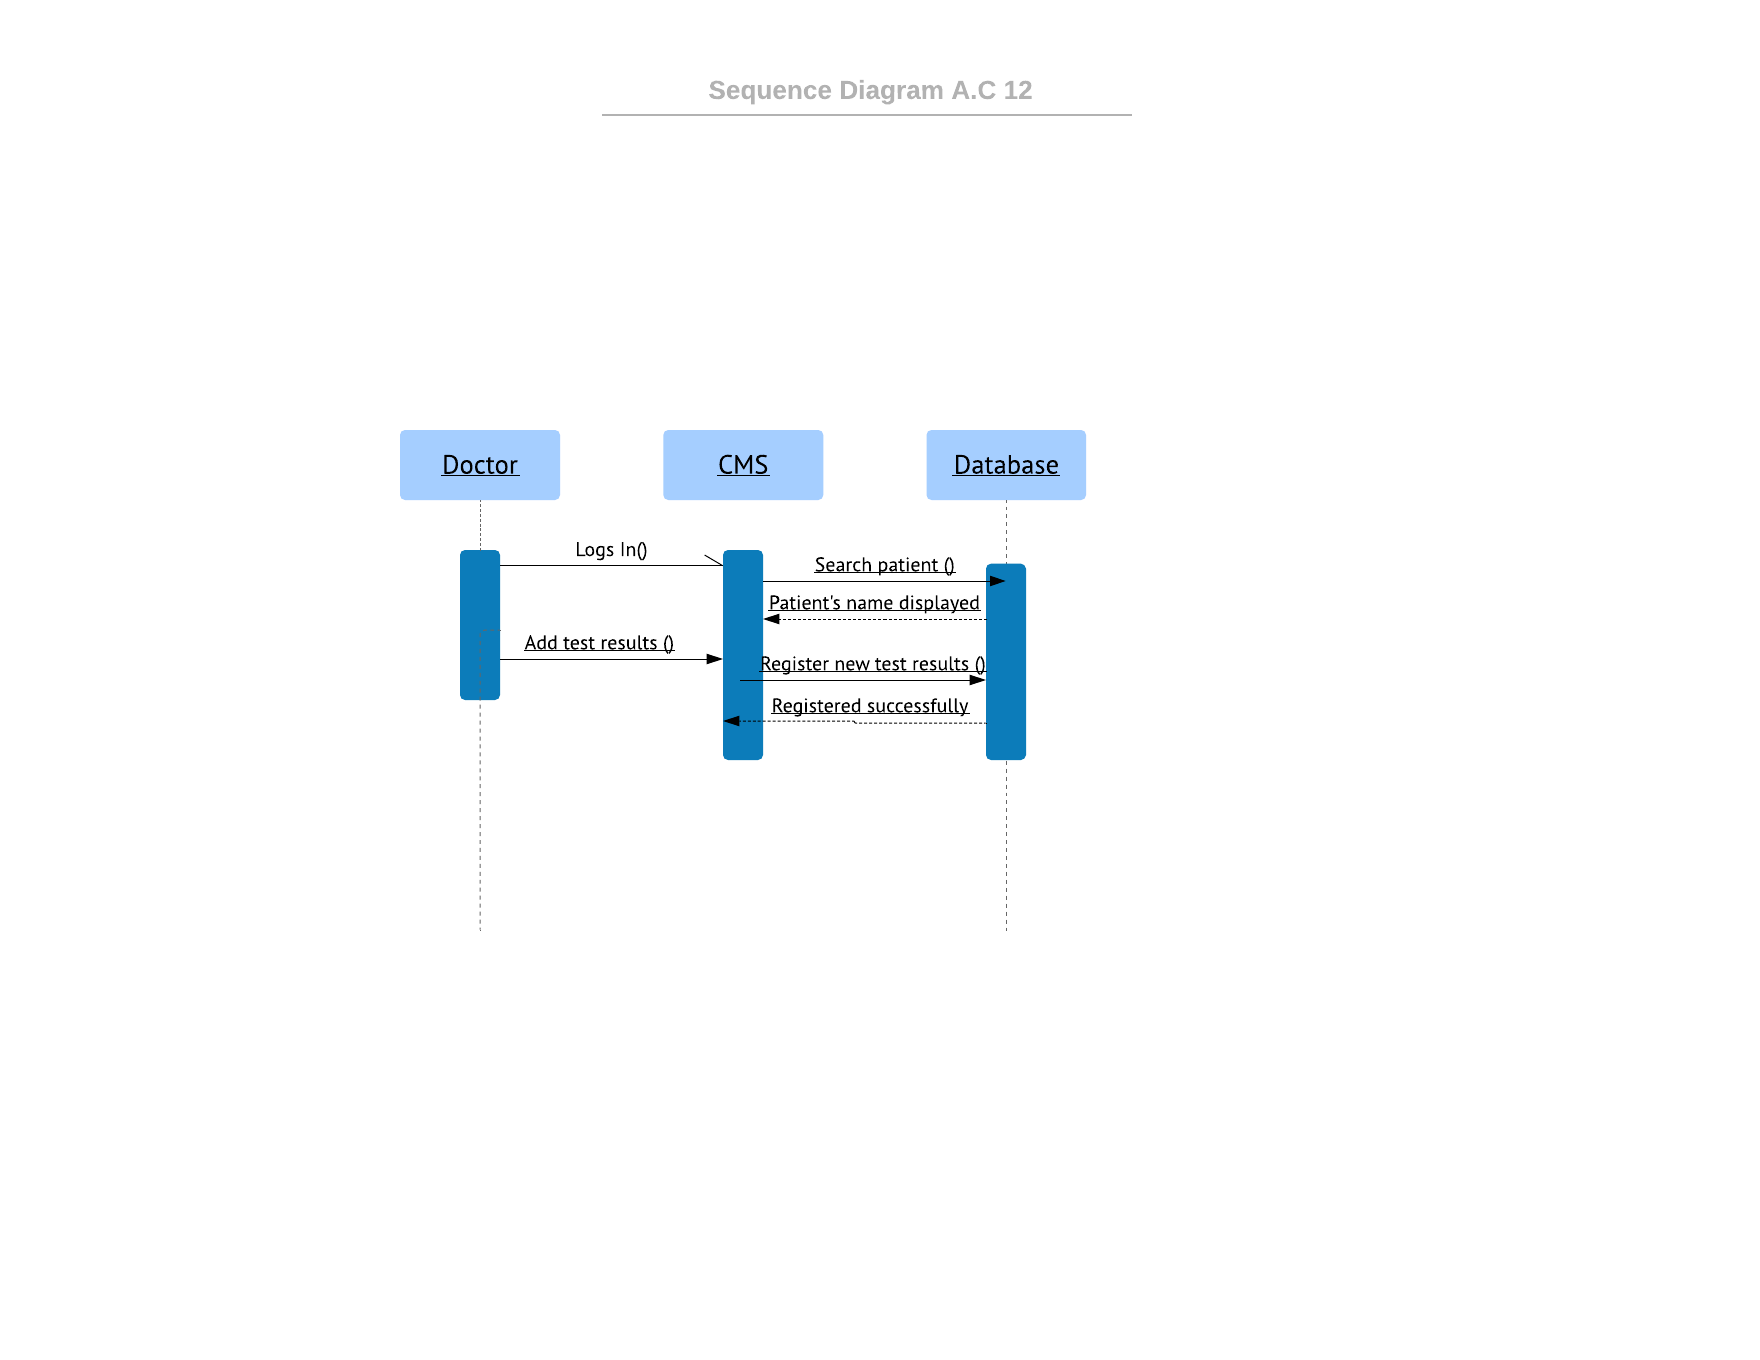 Sequence Diagram A.C 12
Doctor
CMS
Database
Logs In()
Search patient ()
Patient's name displayed
Add test results ()
Register new test results ()
Registered successfully